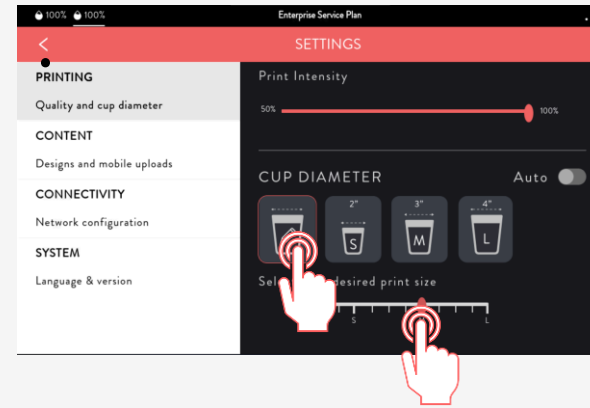 100% 100%
Enterprise Service Plan
SETTINGS
PRINTING
Quality and cup diameter
CONTENT
Designs and mobile uploads
CONNECTIVITY
Network configuration
SYSTEM
Language & version
Print Intensity
50% 100%
CUP DIAMETER Auto
2" 3" 4"
S M L
desired print size
S L